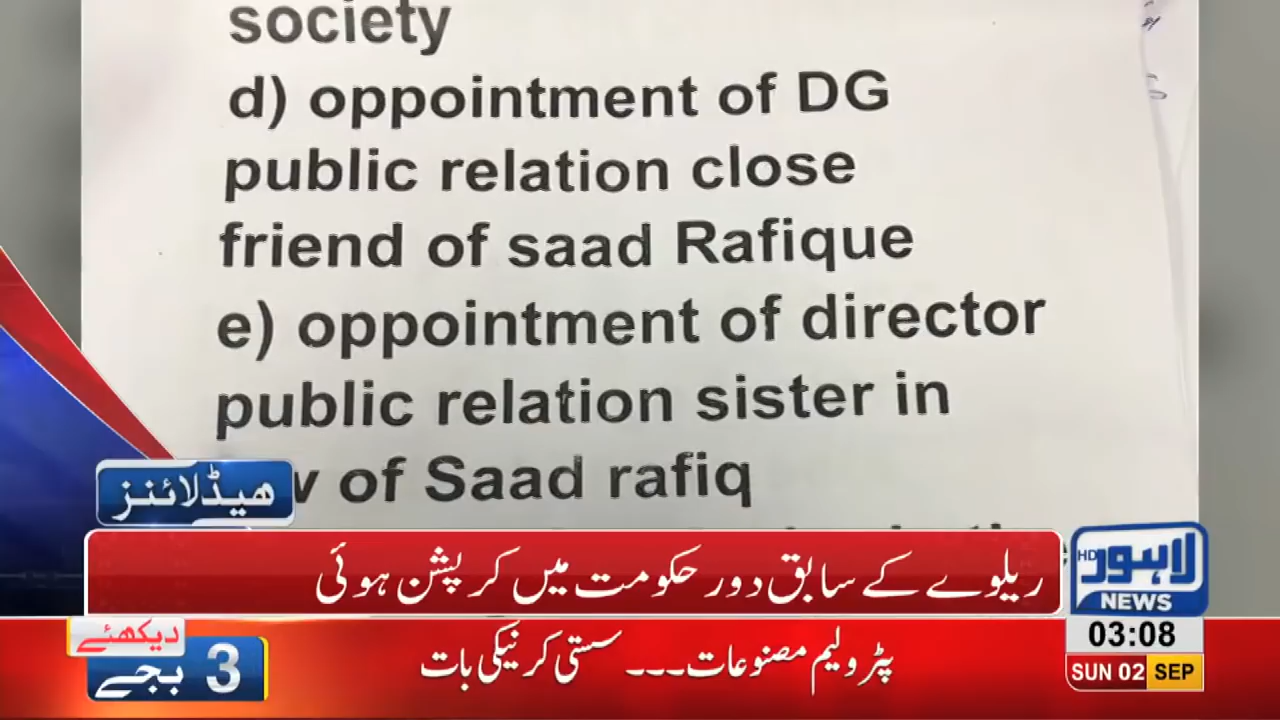 society
d) oppointment of DG
public relation close
friend of saad Rafique
e) oppointment of director
public relation sister in
of Saad rafiq
ہیڈلائنز
ریلوے کے سابق دور حکومت میں کرپشن ہوئی
HD لاہور
NEWS
03:08
SUN 02 SEP
دیکھئے
3 بجے
پٹرولیم مصنوعات۔۔۔ سستی کرنیکی بات